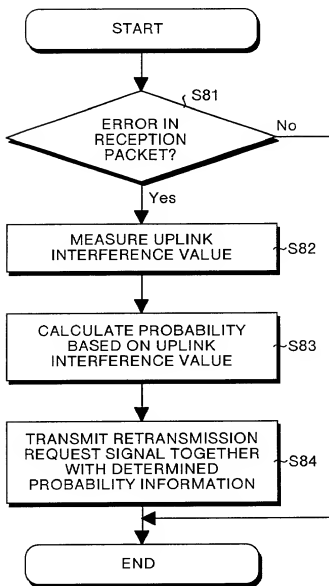 START
S81
ERROR IN
RECEPTION
PACKET?
No
Yes
MEASURE UPLINK
INTERFERENCE VALUE
S82
CALCULATE PROBABILITY
BASED ON UPLINK
INTERFERENCE VALUE
S83
TRANSMIT RETRANSMISSION
REQUEST SIGNAL TOGETHER
WITH DETERMINED
PROBABILITY INFORMATION
S84
END